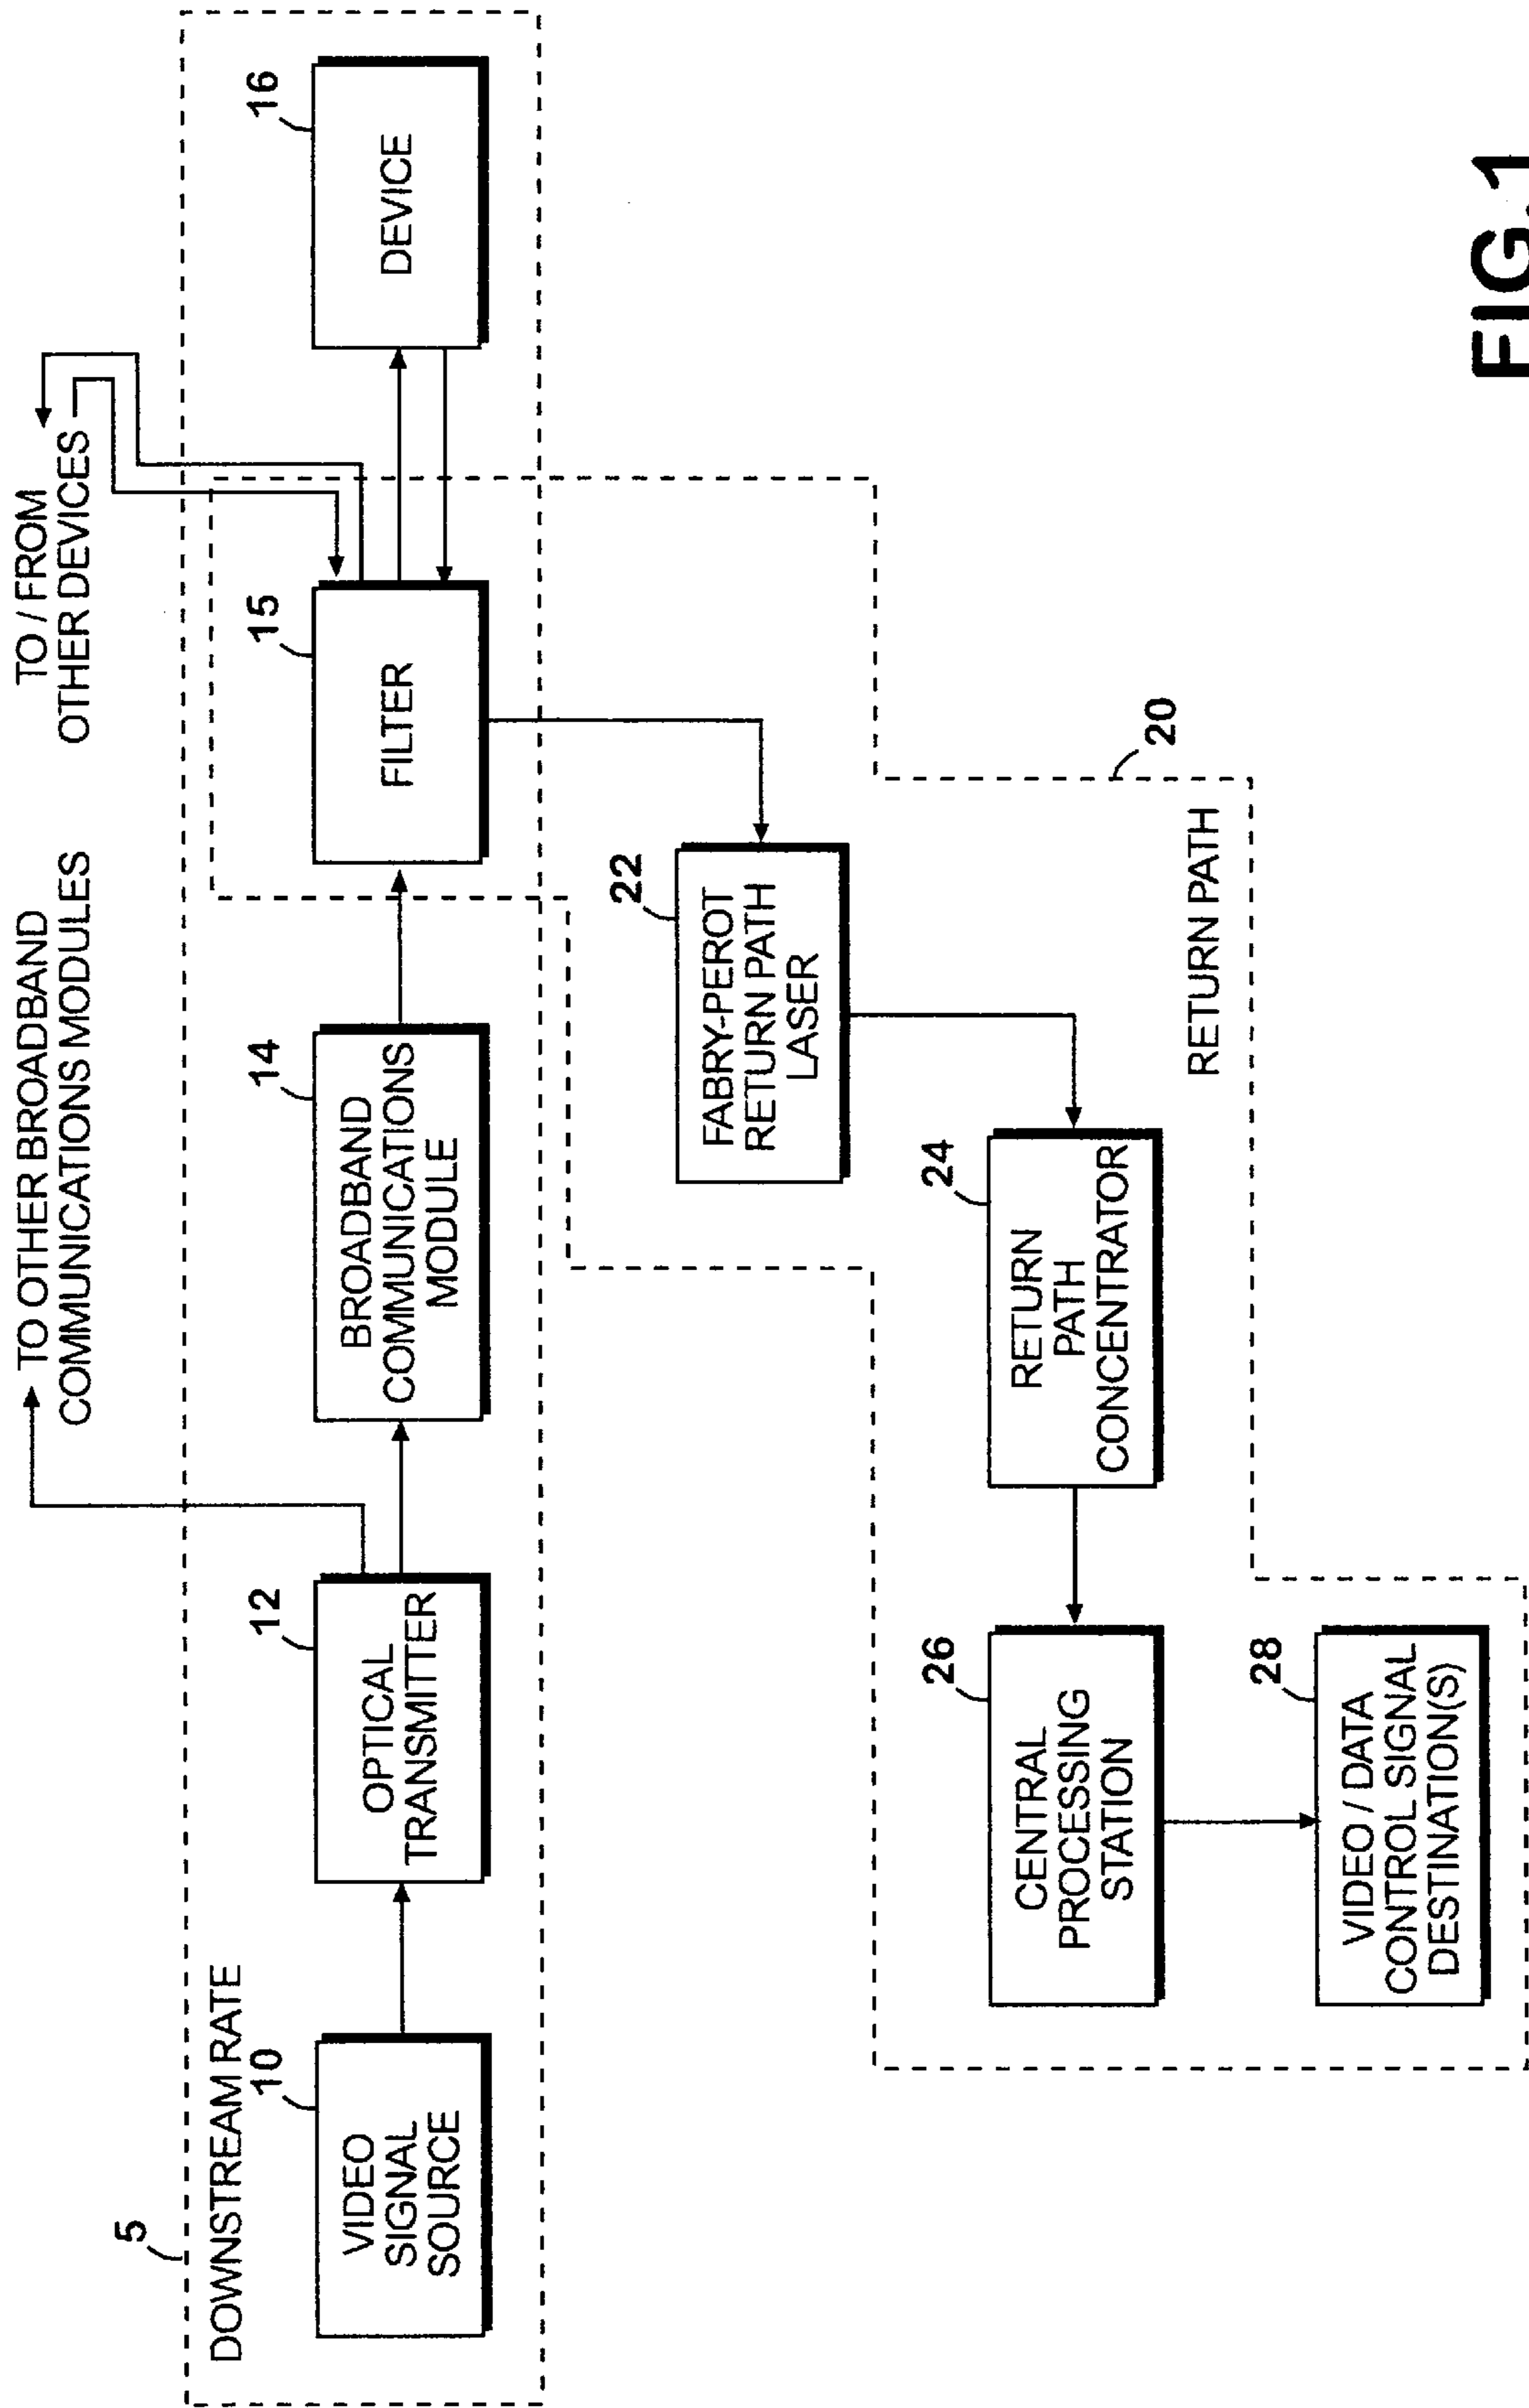 TO OTHER BROADBAND
COMMUNICATIONS MODULES
TO / FROM
OTHER DEVICES
5
DOWNSTREAM RATE
10
VIDEO
SIGNAL
SOURCE
12
OPTICAL
TRANSMITTER
14
BROADBAND
COMMUNICATIONS
MODULE
15
FILTER
16
DEVICE
22
FABRY-PEROT
RETURN PATH
LASER
26
CENTRAL
PROCESSING
STATION
24
RETURN
PATH
CONCENTRATOR
20
RETURN PATH
28
VIDEO / DATA
CONTROL SIGNAL
DESTINATION(S)
FIG.1